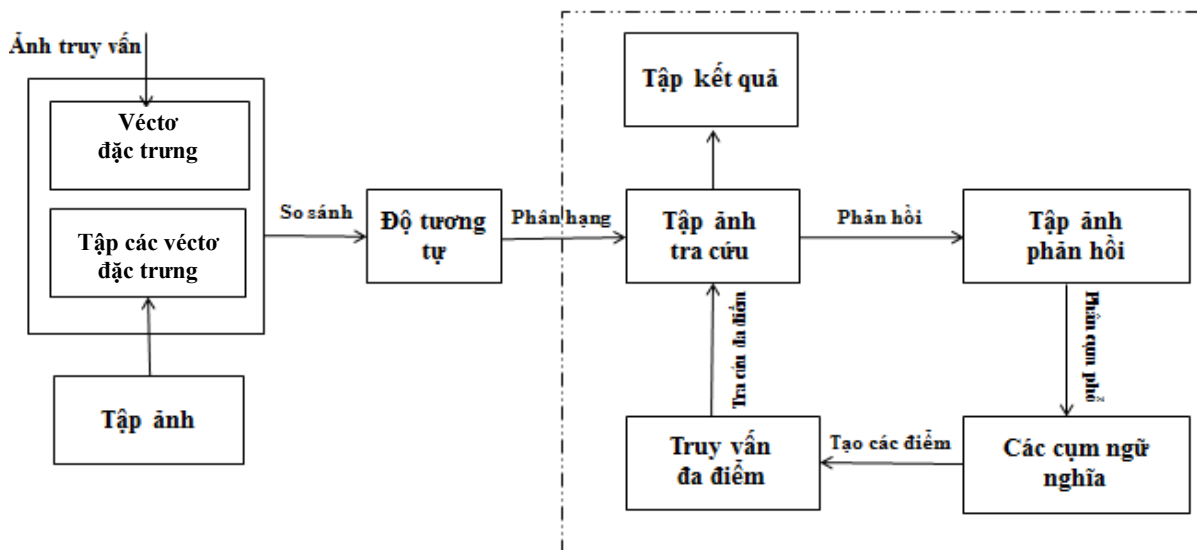 Ảnh truy vấn
Véctơ
đặc trưng
Tập các véctơ
đặc trưng
Tập ảnh
So sánh
Độ tương
tự
Phân hạng
Tập kết quả
Tập ảnh
tra cứu
Phản hồi
Tập ảnh
phản hồi
Phân cụm phổ
Các cụm ngữ
nghĩa
Tạo các điểm
Truy vấn
đa điểm
Tra cứu đa điểm